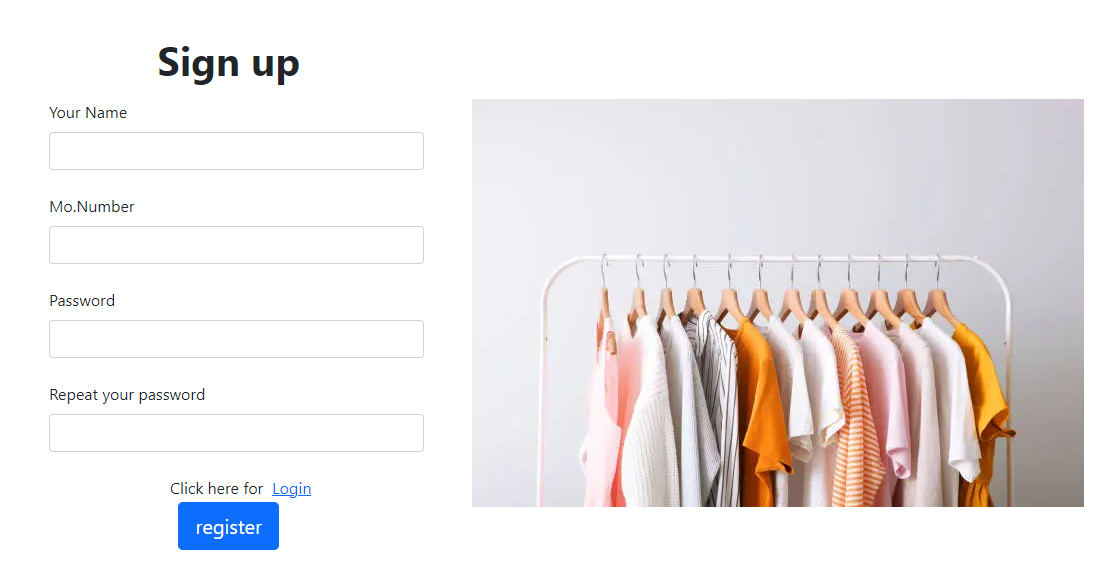 Sign up
Your Name
Mo.Number
Password
Repeat your password
Click here for Login
register